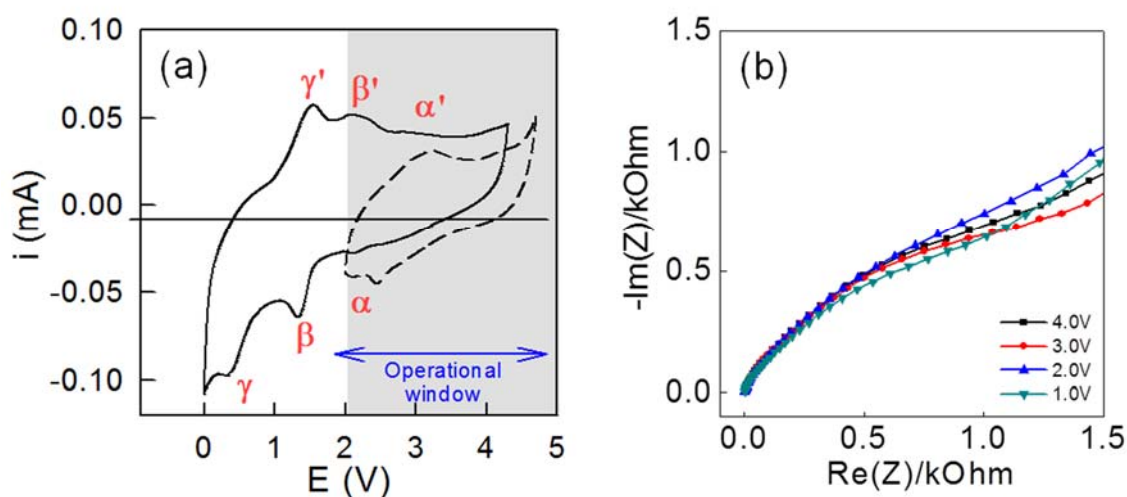 (a)
i (mA)
0.10
0.05
0.00
-0.05
-0.10
γ'
β'
α'
α
β
γ
Operational
window
0 1 2 3 4 5
E (V)
(b)
-Im(Z)/kOhm
1.5
1.0
0.5
0.0
4.0V
3.0V
2.0V
1.0V
0.0 0.5 1.0 1.5
Re(Z)/kOhm